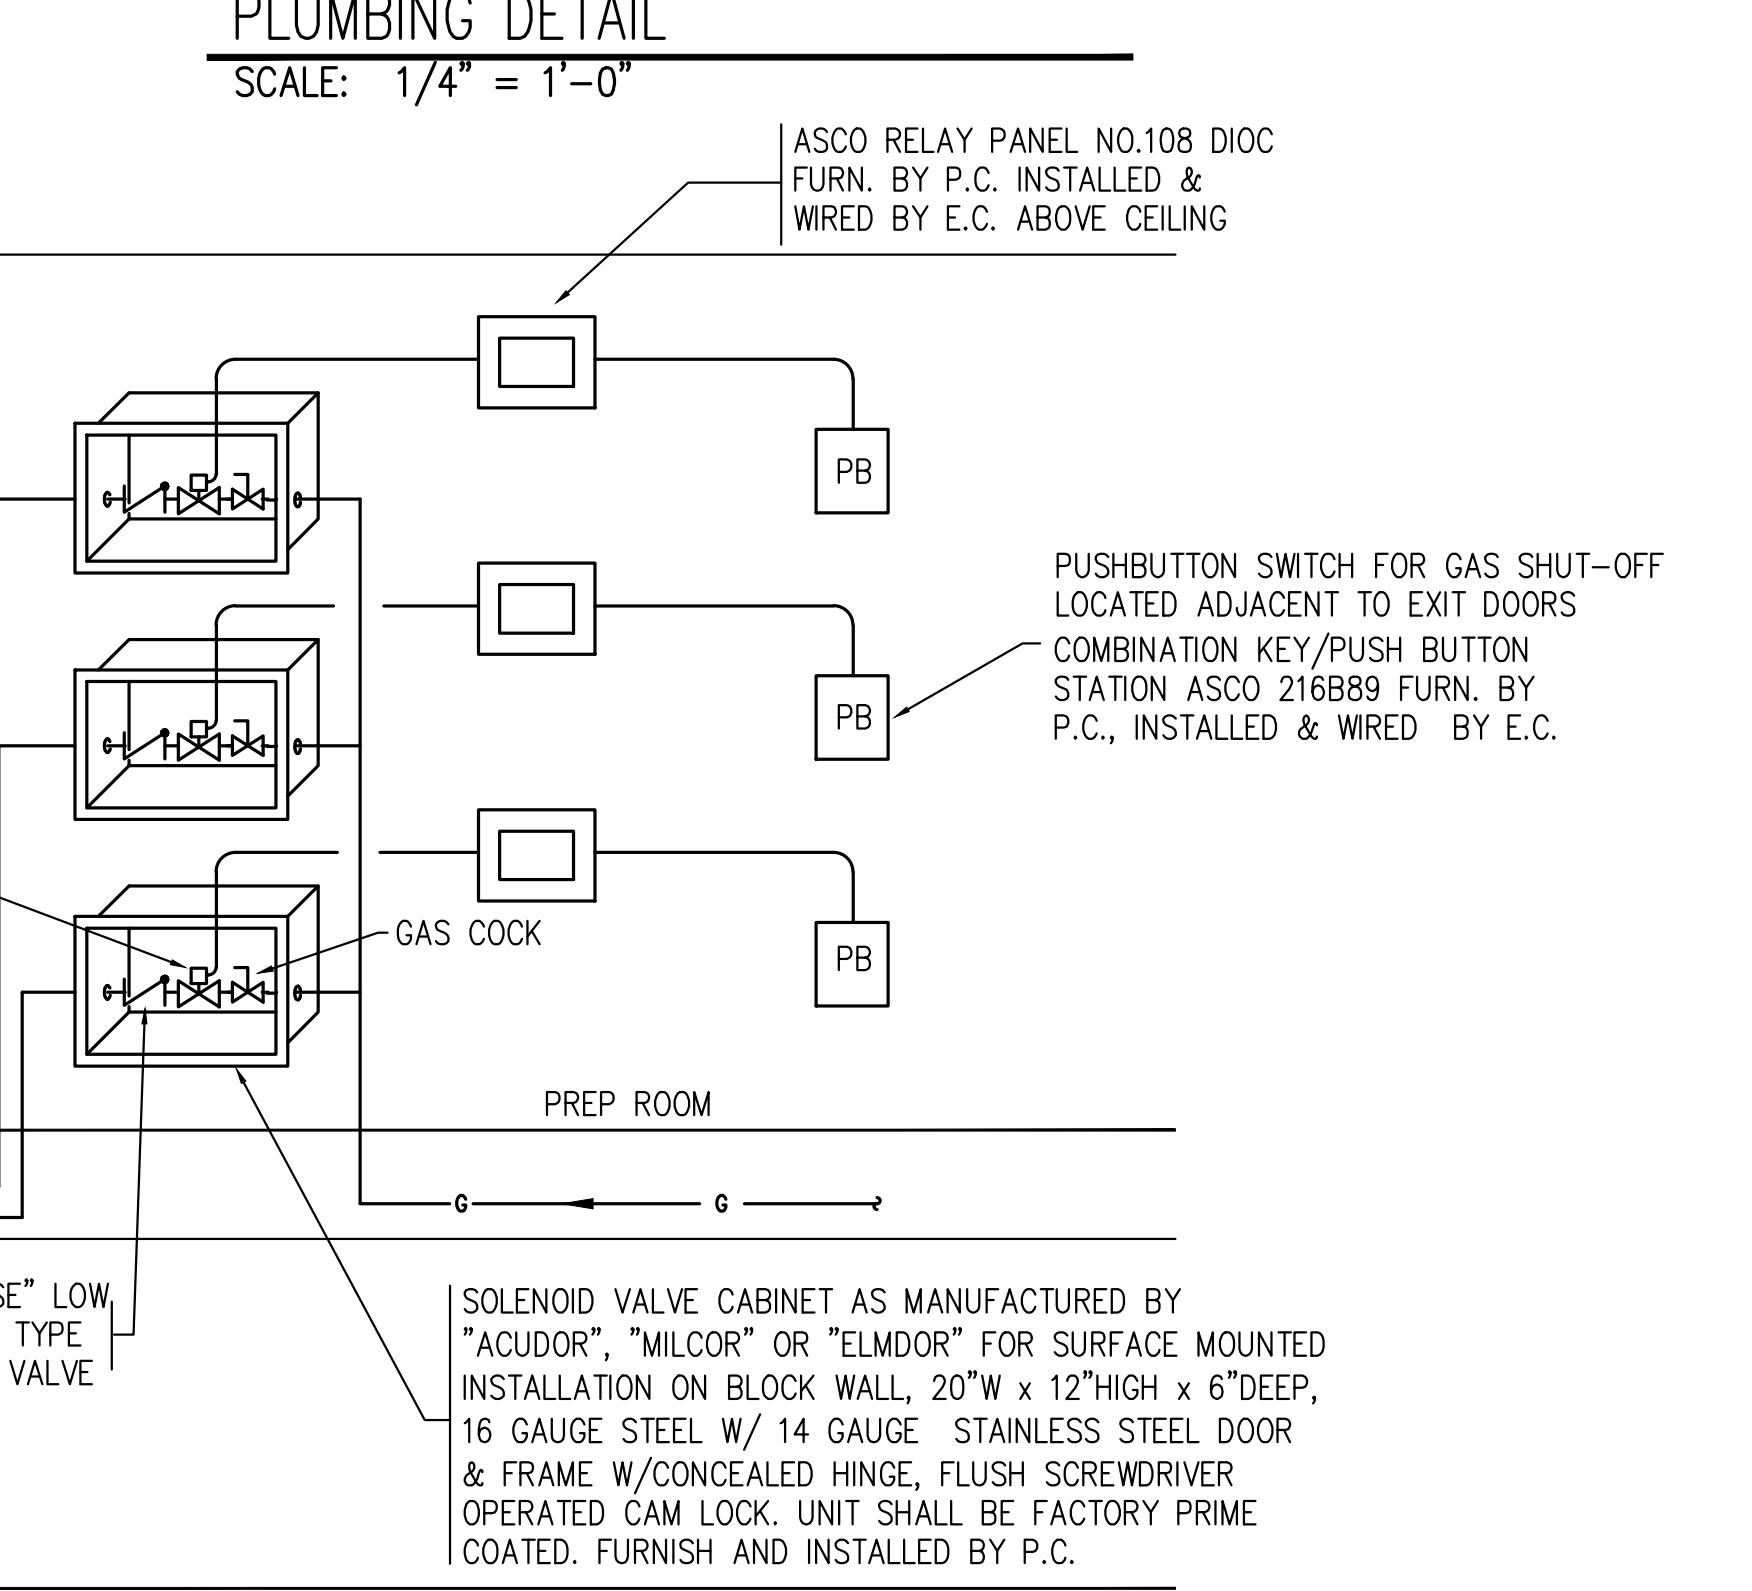 PLUMBING DETAIL
SCALE: 1/4" = 1'-0"
ASCO RELAY PANEL NO.108 DIOC
FURN. BY P.C. INSTALLED &
WIRED BY E.C. ABOVE CEILING
PB
PUSHBUTTON SWITCH FOR GAS SHUT-OFF
LOCATED ADJACENT TO EXIT DOORS
COMBINATION KEY/PUSH BUTTON
STATION ASCO 216B89 FURN. BY
P.C., INSTALLED & WIRED BY E.C.
PB
GAS COCK
PB
PREP ROOM
G G
SE" LOW
TYPE
VALVE
SOLENOID VALVE CABINET AS MANUFACTURED BY
"ACUDOR", "MILCOR" OR "ELMDOR" FOR SURFACE MOUNTED
INSTALLATION ON BLOCK WALL, 20"W x 12"HIGH x 6"DEEP,
16 GAUGE STEEL W/ 14 GAUGE STAINLESS STEEL DOOR
& FRAME W/CONCEALED HINGE, FLUSH SCREWDRIVER
OPERATED CAM LOCK. UNIT SHALL BE FACTORY PRIME
COATED. FURNISH AND INSTALLED BY P.C.